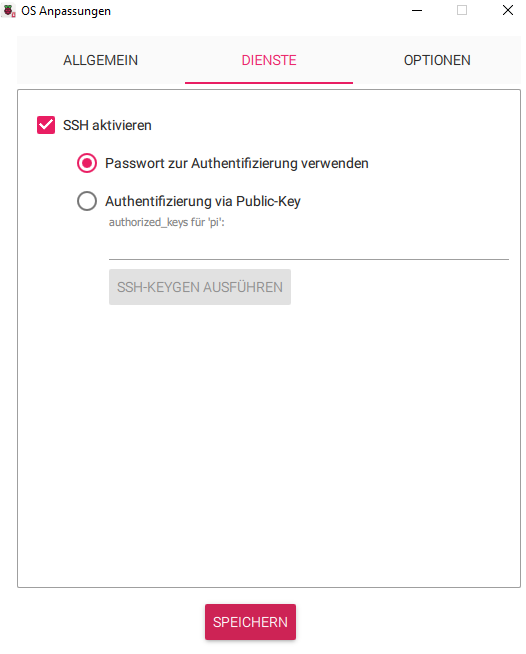 OS Anpassungen
ALLGEMEIN DIENSTE OPTIONEN
SSH aktivieren
Passwort zur Authentifizierung verwenden
Authentifizierung via Public-Key
authorized_keys für 'pi':
SSH-KEYGEN AUSFÜHREN
SPEICHERN